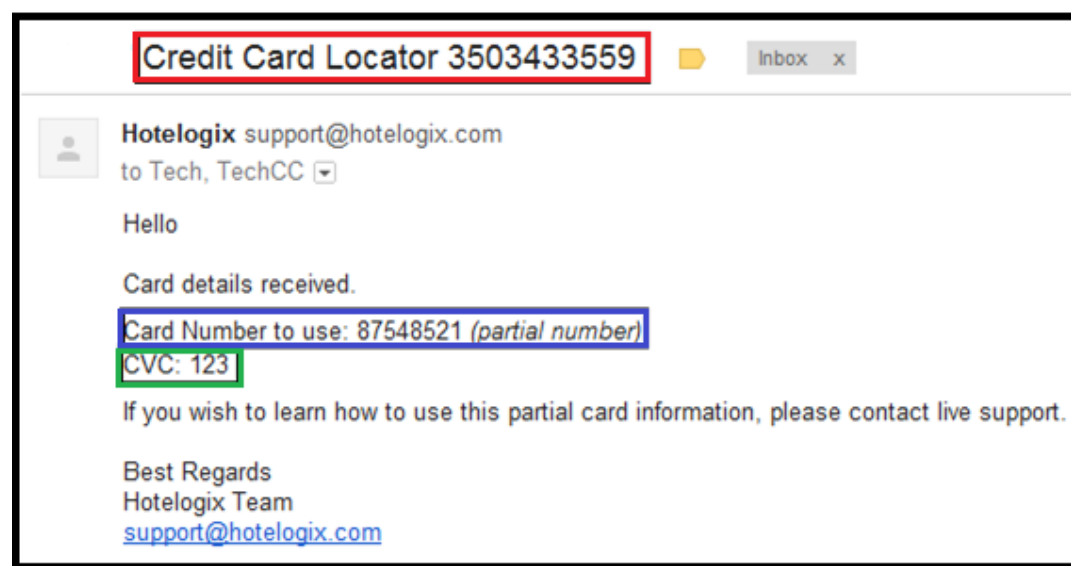 Credit Card Locator 3503433559 Inbox x
Hotelogix support@hotelogix.com
to Tech, TechCC
Hello
Card details received.
Card Number to use: 87548521 (partial number)
CVC: 123
If you wish to learn how to use this partial card information, please contact live support.
Best Regards
Hotelogix Team
support@hotelogix.com